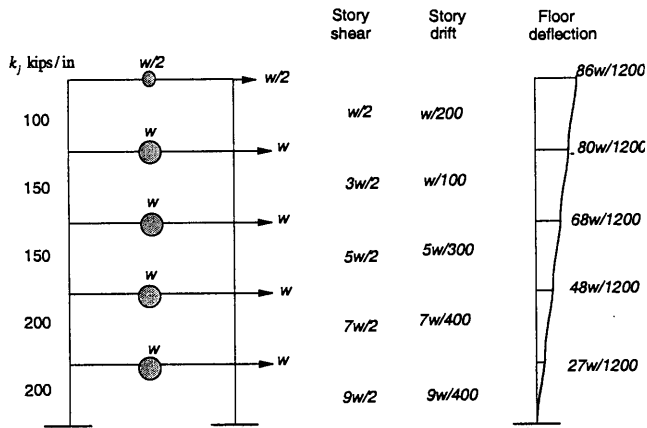 Story shear
Story drift
Floor deflection
k_j kips/in
w/2
w/2
86w/1200
100
w/2
w/200
w
w
80w/1200
150
3w/2
w/100
w
w
68w/1200
150
5w/2
5w/300
w
w
48w/1200
200
7w/2
7w/400
w
w
27w/1200
200
9w/2
9w/400